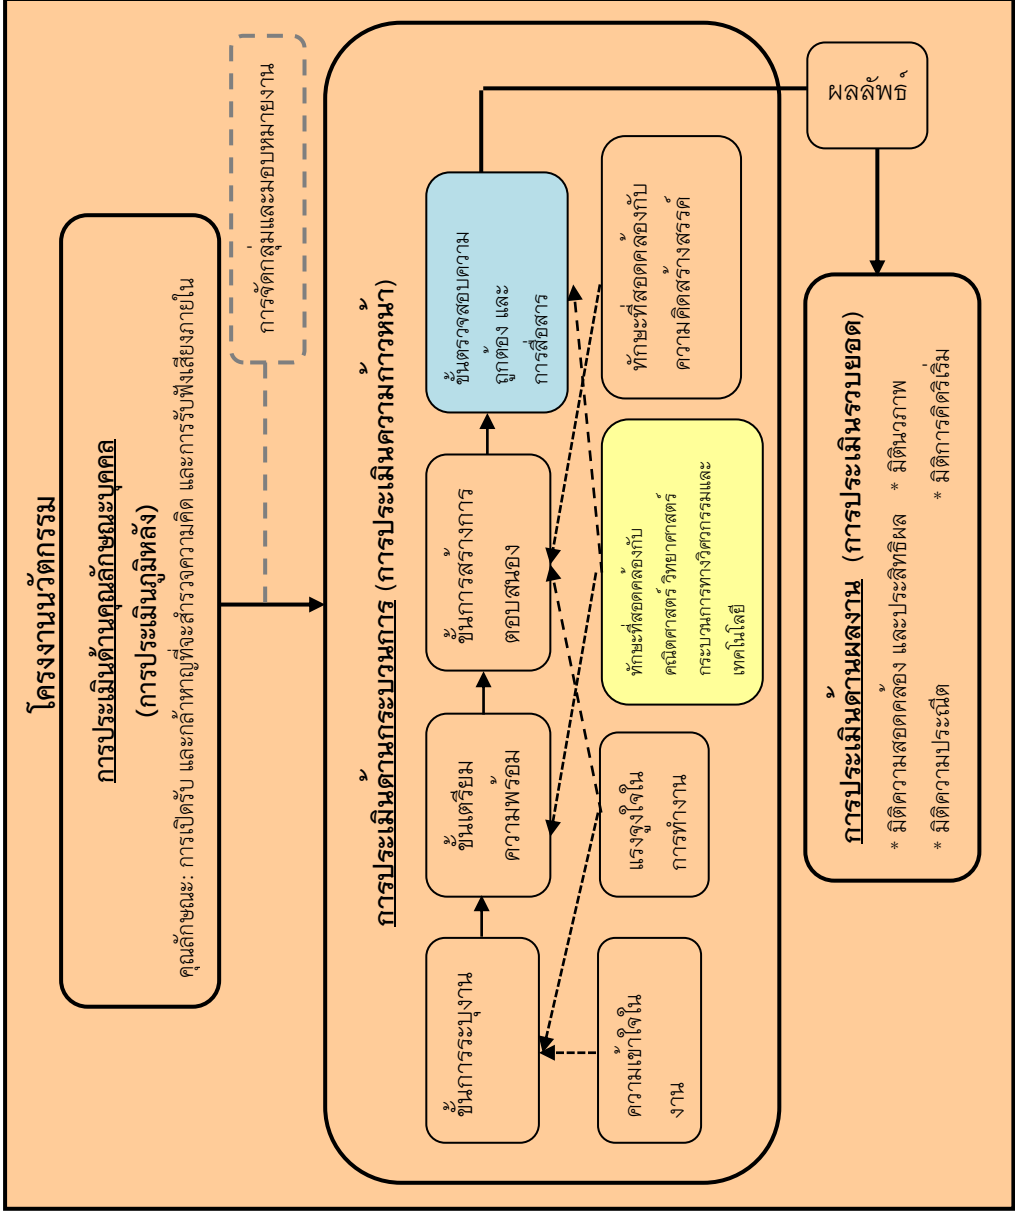 โครงงานนวัตกรรม
การประเมินด้านคุณลักษณะบุคคล
(การประเมินภูมิหลัง)
คุณลักษณะ: การเปิดรับ และกล้าหาญที่จะสำรวจความคิด และการรับฟังเสียงภายใน
การจัดกลุ่มและมอบหมายงาน
การประเมินด้านกระบวนการ (การประเมินความก้าวหน้า)
ขั้นการระบุงาน
ขั้นเตรียม
ความพร้อม
ขั้นการสร้างการ
ตอบสนอง
ขั้นตรวจสอบความ
ถูกต้อง และ
การสื่อสาร
ความเข้าใจใน
งาน
แรงจูงใจใน
การทำงาน
ทักษะที่สอดคล้องกับ
คณิตศาสตร์ วิทยาศาสตร์
กระบวนการทางวิศวกรรมและ
เทคโนโลยี
ทักษะที่สอดคล้องกับ
ความคิดสร้างสรรค์
ผลลัพธ์
การประเมินด้านผลงาน (การประเมินรวบยอด)
* มิติความสอดคล้อง และประสิทธิผล * มิตินวภาพ
* มิติความประณีต * มิติการคิดริเริ่ม